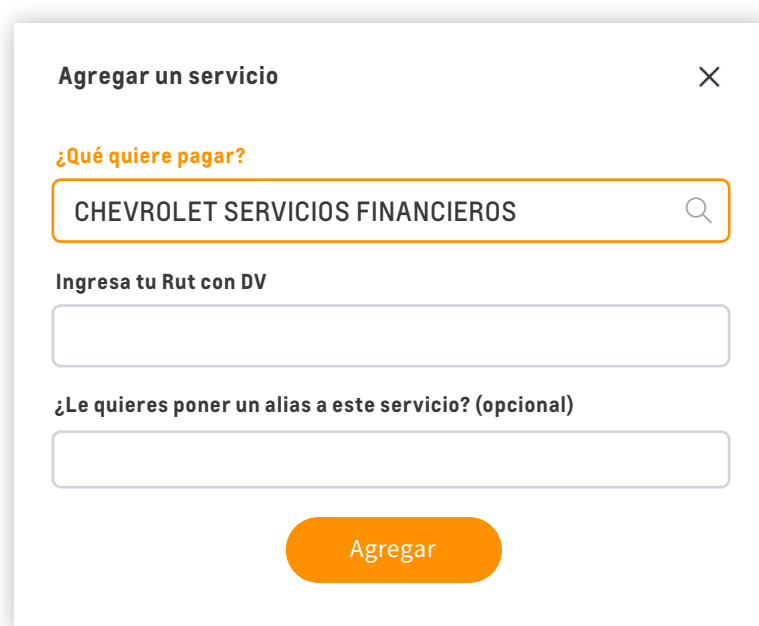 Agregar un servicio
¿Qué quiere pagar?
CHEVROLET SERVICIOS FINANCIEROS
Ingresa tu Rut con DV
¿Le quieres poner un alias a este servicio? (opcional)
Agregar